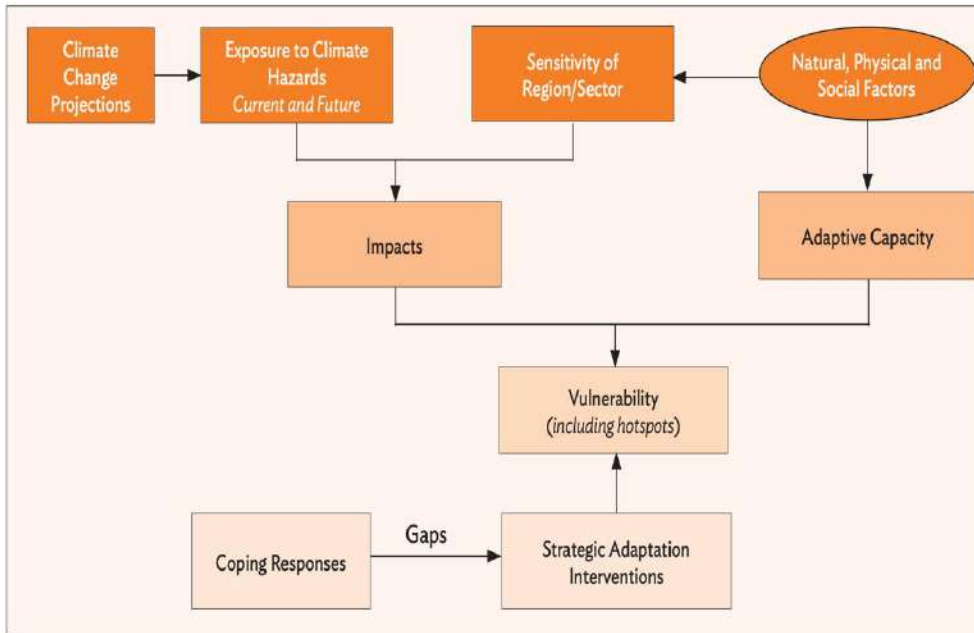 Climate
Change
Projections
Exposure to Climate
Hazards
Current and Future
Sensitivity of
Region/Sector
Natural, Physical and
Social Factors
Impacts
Adaptive Capacity
Vulnerability
(including hotspots)
Coping Responses
Gaps
Strategic Adaptation
Interventions